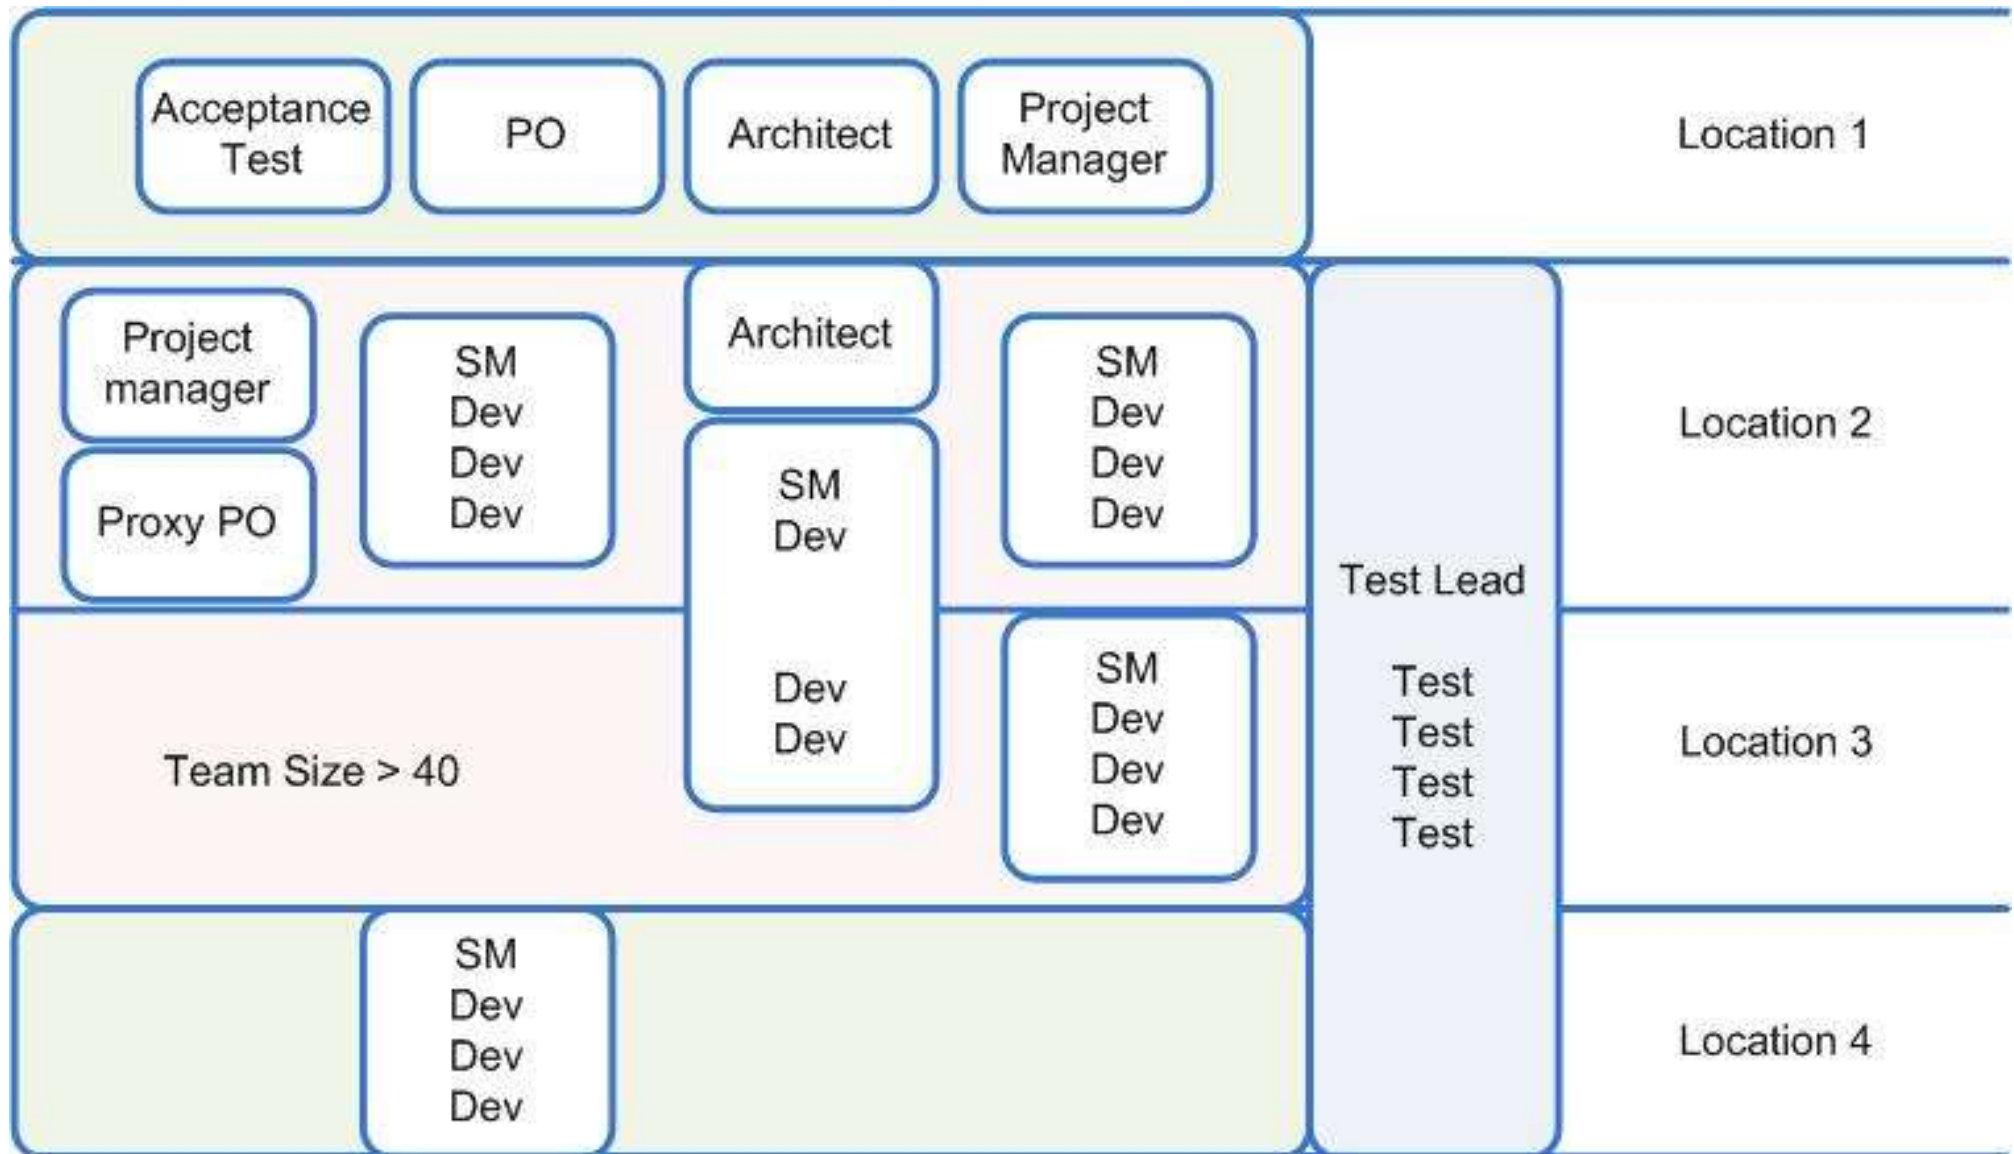 Acceptance
Test
PO
Architect
Project
Manager
Location 1
Project
manager
Proxy PO
SM
Dev
Dev
Dev
Architect
SM
Dev
Dev
Dev
SM
Dev
Dev
Dev
Location 2
Team Size > 40
SM
Dev
Dev
Dev
Test Lead
Test
Test
Test
Test
Location 3
SM
Dev
Dev
Dev
Location 4